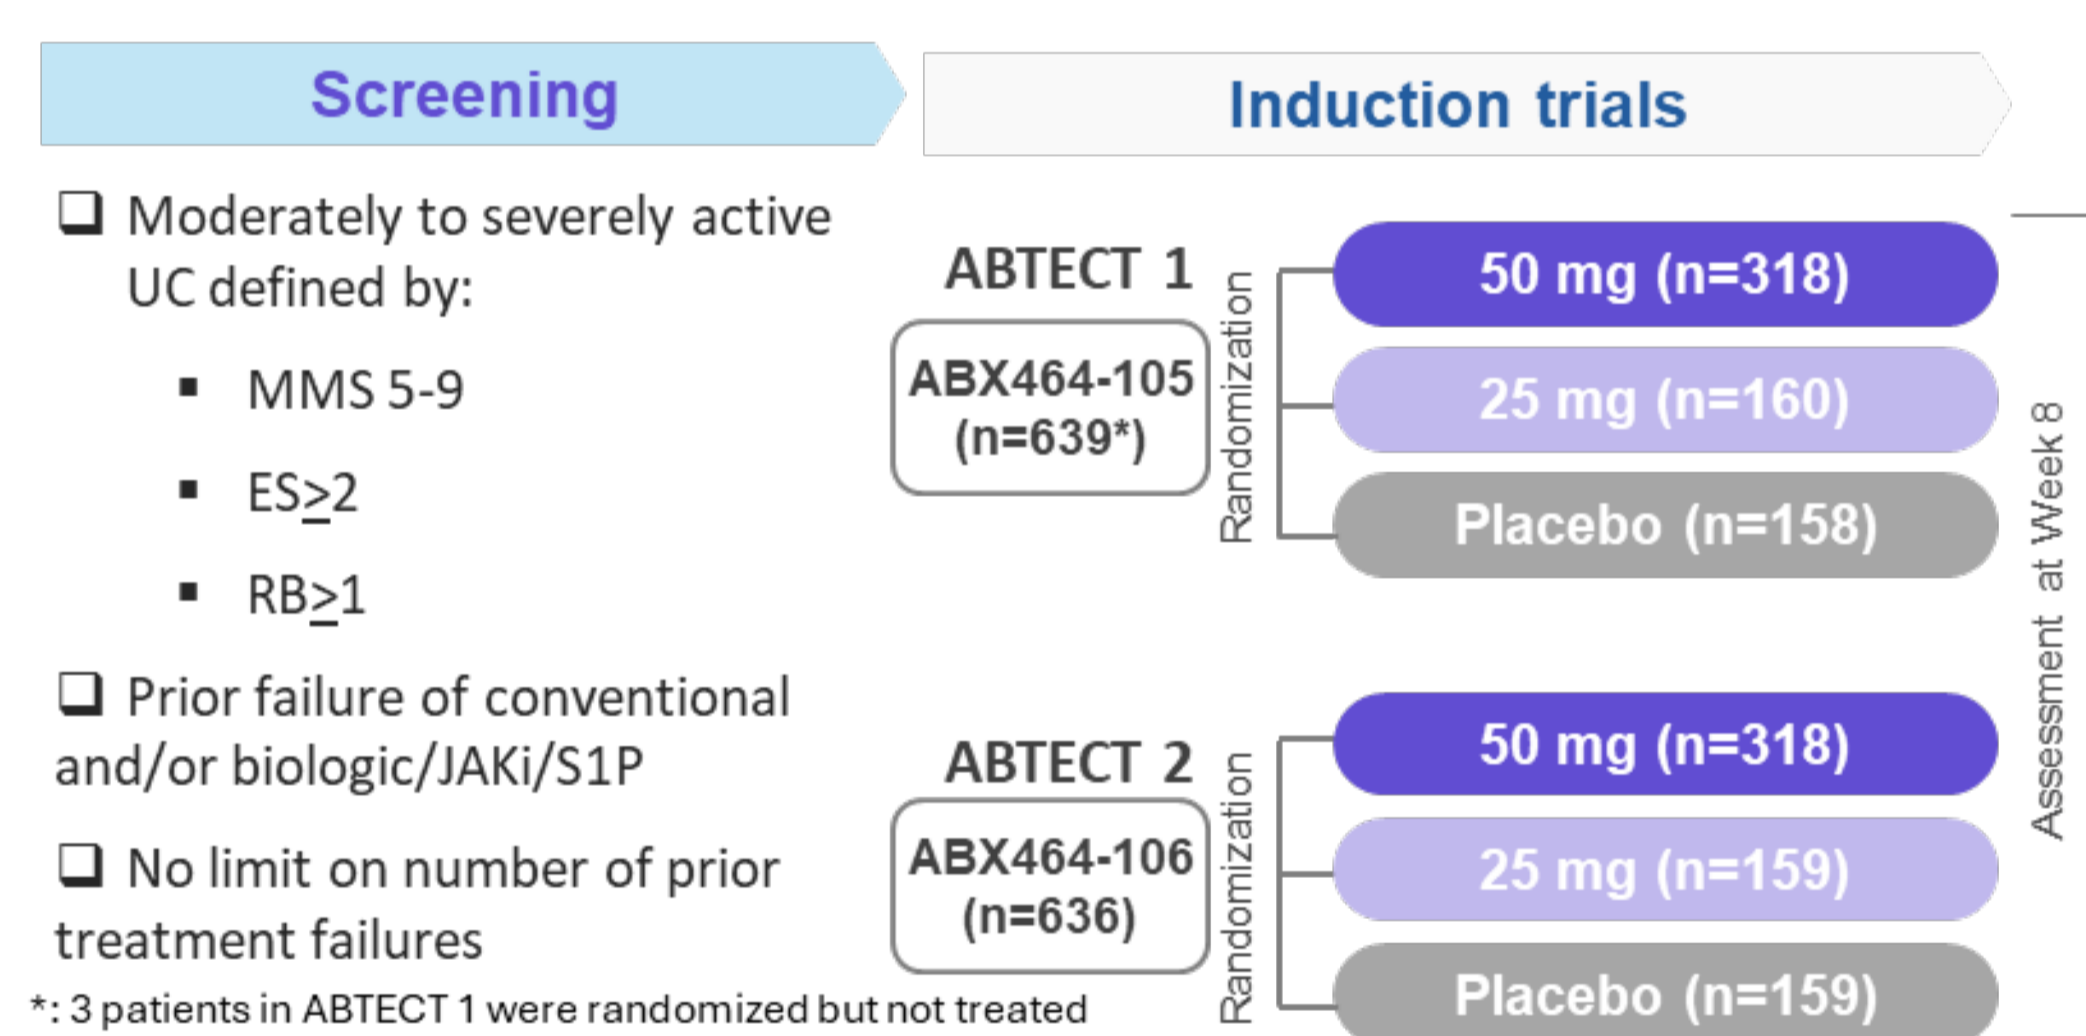 Screening
Induction trials
❑ Moderately to severely active
UC defined by:
▪ MMS 5-9
▪ ES≥2
▪ RB≥1
❑ Prior failure of conventional
and/or biologic/JAKi/S1P
❑ No limit on number of prior
treatment failures
*: 3 patients in ABTECT 1 were randomized but not treated
ABTECT 1
ABX464-105
(n=639*)
Randomization
50 mg (n=318)
25 mg (n=160)
Placebo (n=158)
ABTECT 2
ABX464-106
(n=636)
Randomization
50 mg (n=318)
25 mg (n=159)
Placebo (n=159)
Assessment at Week 8